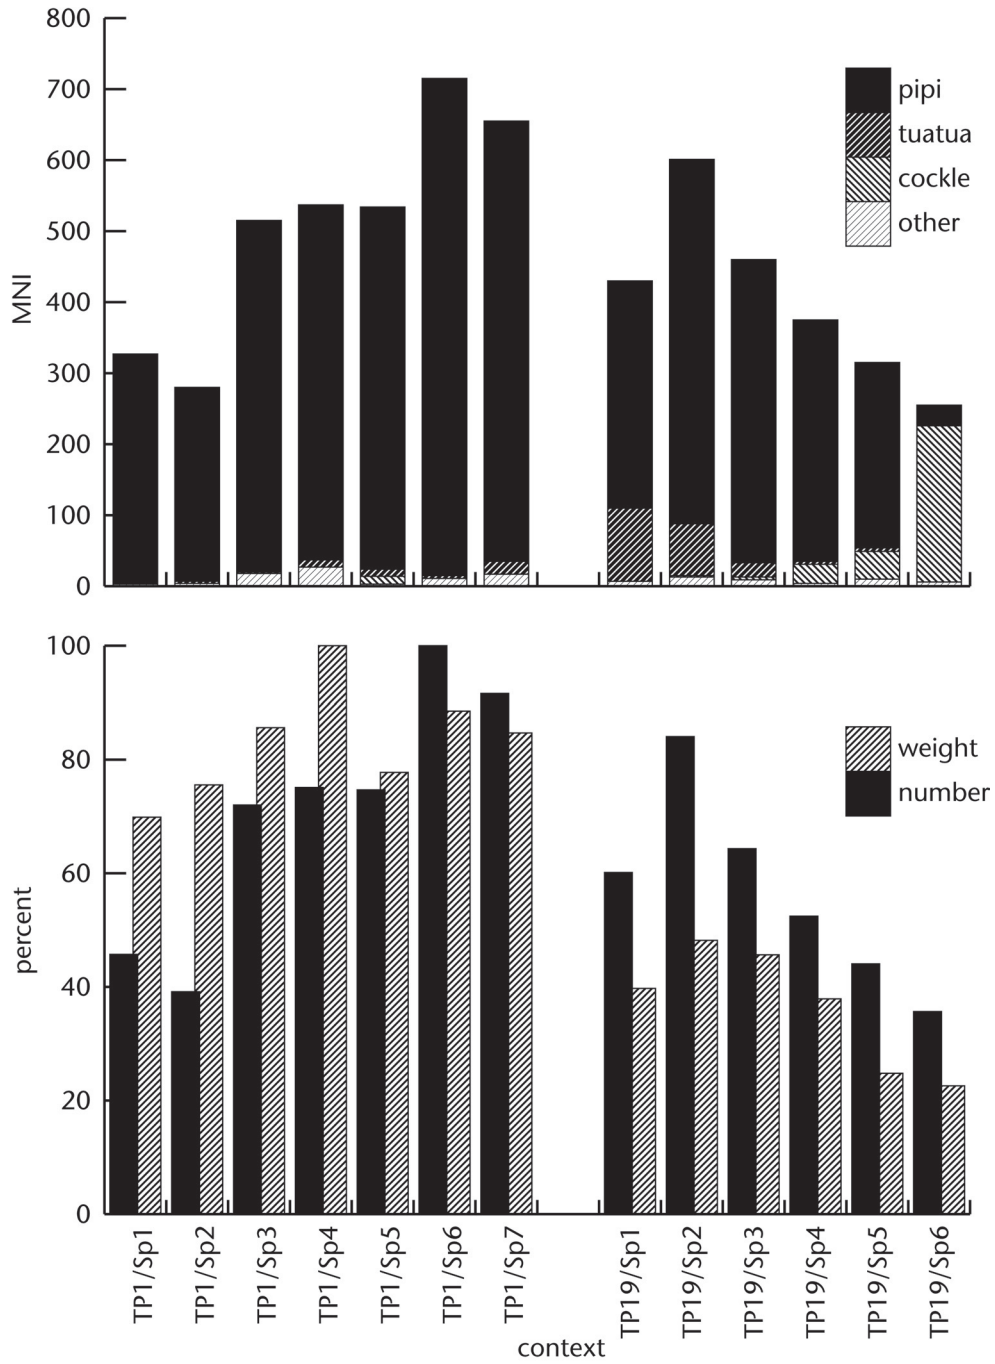 800
700
600
500
400
300
200
100
0
MNI
pipi
tuatua
cockle
other
100
80
60
40
20
0
percent
weight
number
TP1/Sp1
TP1/Sp2
TP1/Sp3
TP1/Sp4
TP1/Sp5
TP1/Sp6
TP1/Sp7
TP19/Sp1
TP19/Sp2
TP19/Sp3
TP19/Sp4
TP19/Sp5
TP19/Sp6
context